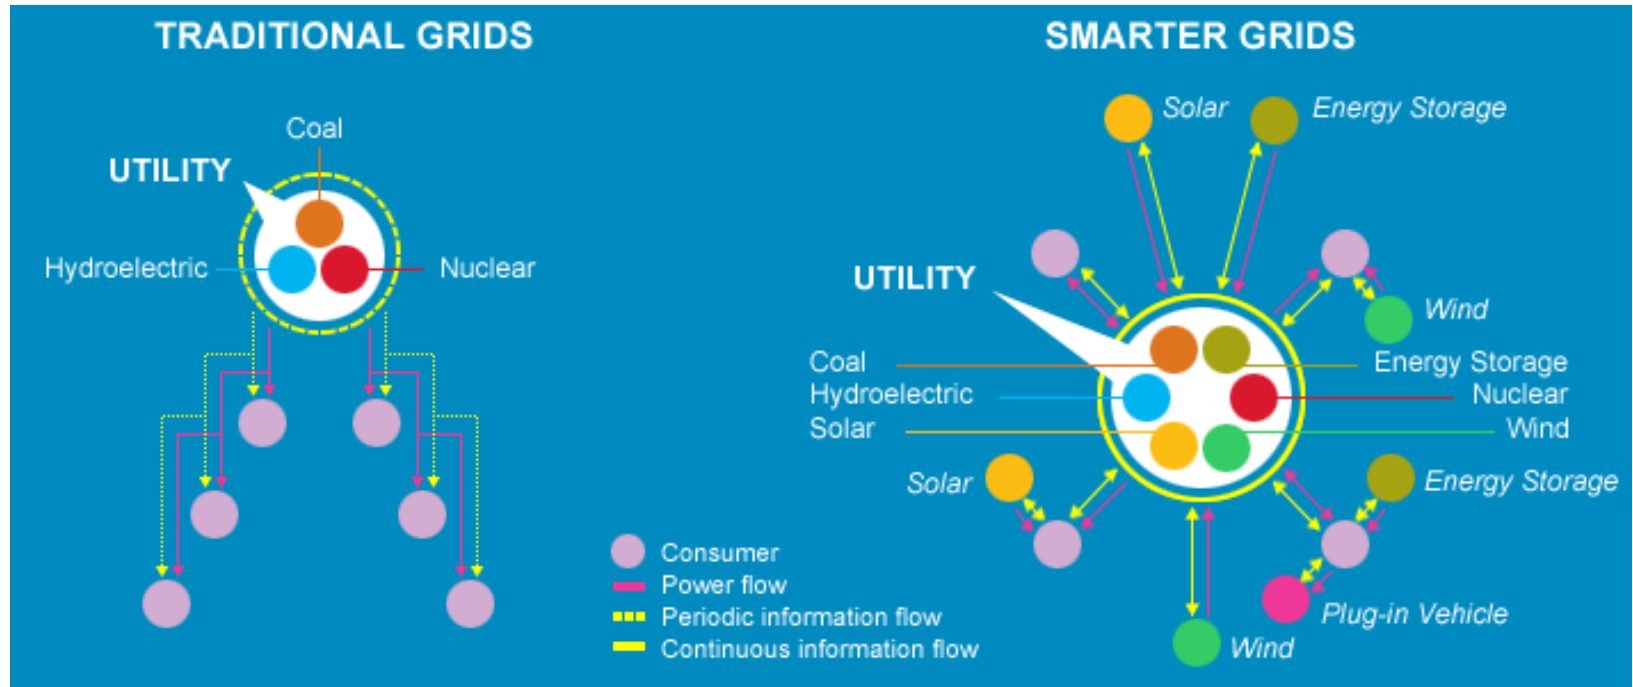 TRADITIONAL GRIDS
Coal
UTILITY
Hydroelectric
Nuclear
SMARTER GRIDS
Solar
Energy Storage
UTILITY
Wind
Coal
Energy Storage
Hydroelectric
Nuclear
Solar
Wind
Solar
Energy Storage
Plug-in Vehicle
Wind
Consumer
Power flow
Periodic information flow
Continuous information flow